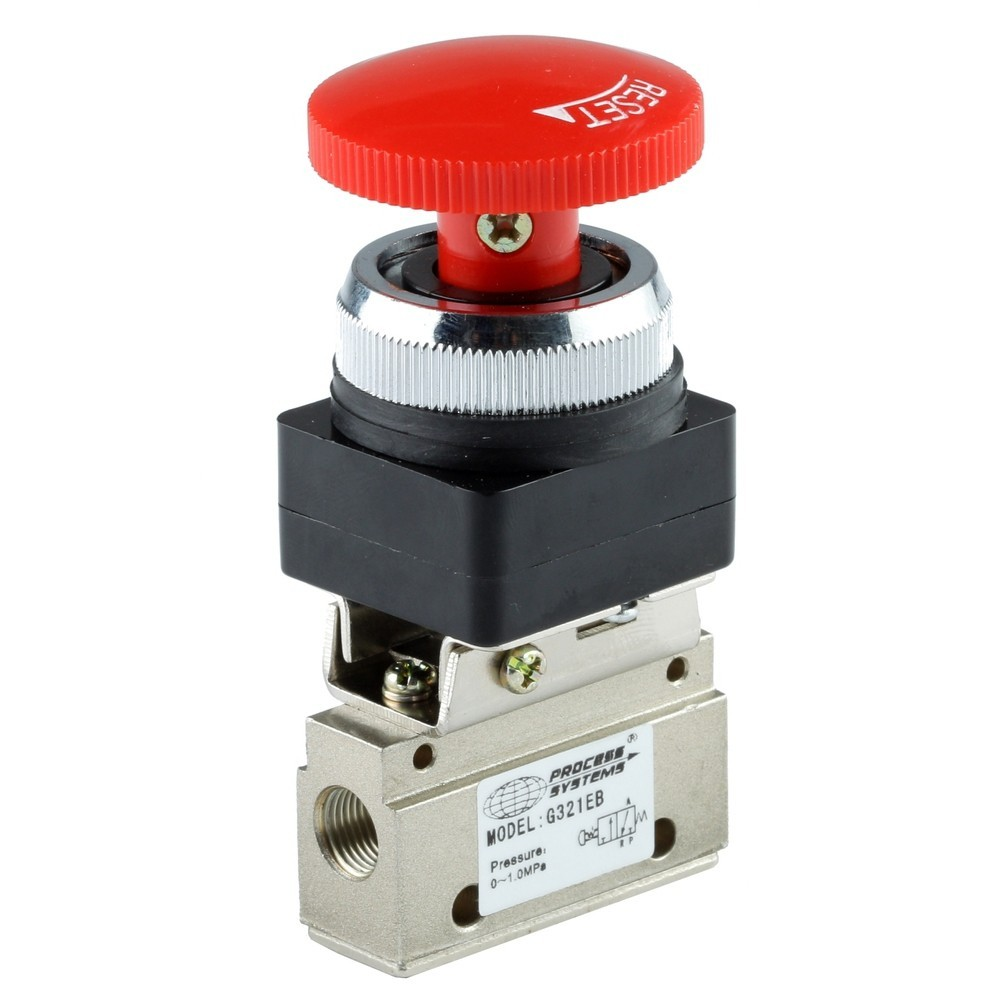 RESET
PROCESS (R)
SYSTEMS
MODEL: G321EB
A
T T
R P
Pressure:
0~1.0MPa